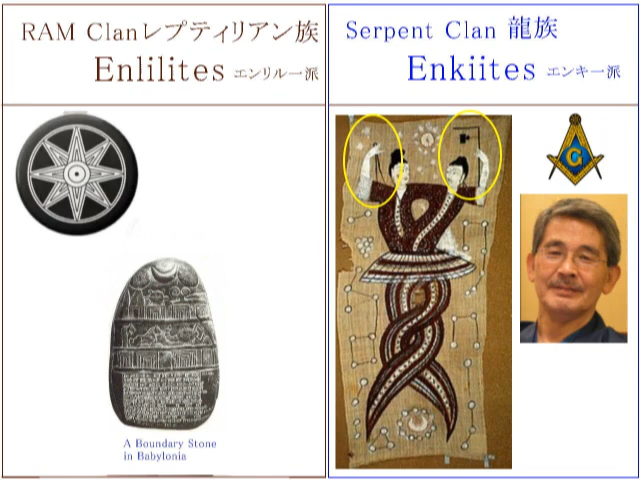 RAM Clanレプティリアン族
Enlilites エンリル一派
A Boundary Stone
in Babylonia
Serpent Clan 龍族
Enkiites エンキ一派
C